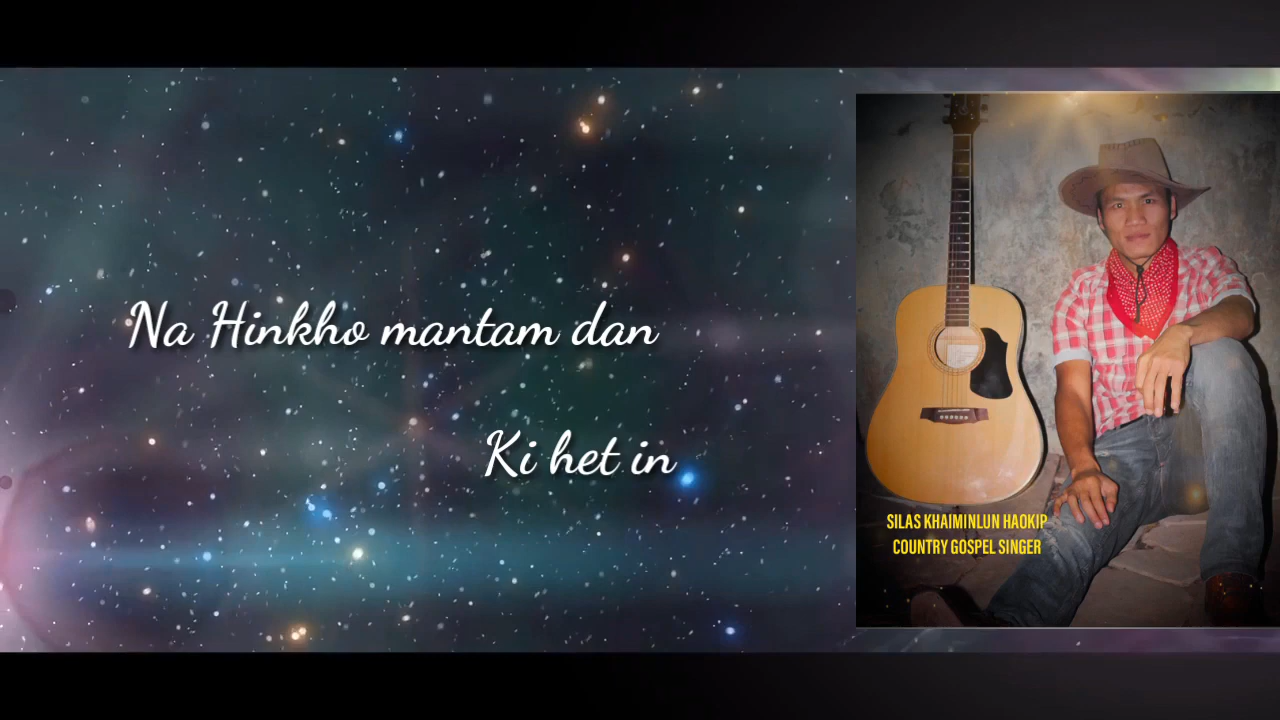 Na Hinkho mantam dan
Ki het in
SILAS KHAIMINLUN HAOKIP
COUNTRY GOSPEL SINGER